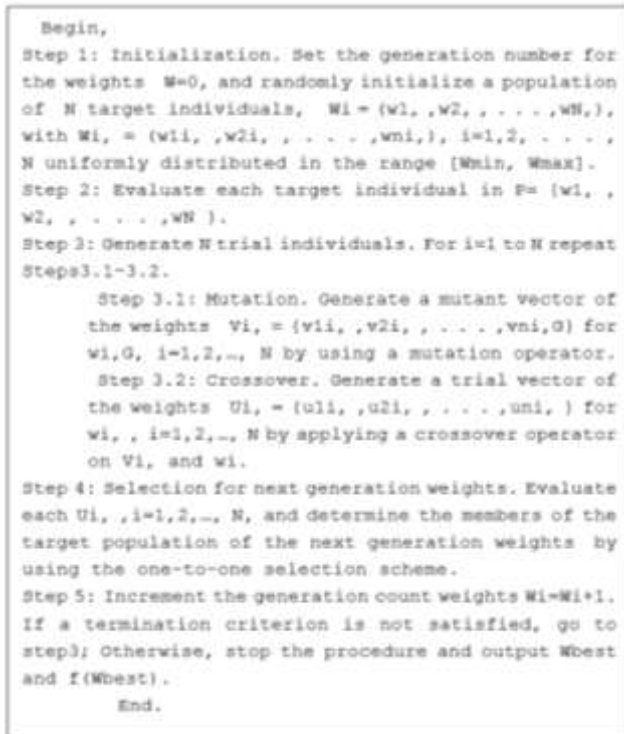 Begin,
Step 1: Initialization. Set the generation number for
the weights W=0, and randomly initialize a population
of N target individuals, Wi = (w1, ,w2, , . . . ,wN,),
with Wi, = (w1i, ,w2i, , . . . ,wni,), i=1,2, . . . ,
N uniformly distributed in the range [Wmin, Wmax].
Step 2: Evaluate each target individual in P= {w1, ,
w2, , . . . ,wN }.
Step 3: Generate N trial individuals. For i=1 to N repeat
Steps3.1-3.2.
Step 3.1: Mutation. Generate a mutant vector of
the weights Vi, = {v1i, ,v2i, , . . . ,vni,G} for
wi,G, i=1,2,…, N by using a mutation operator.
Step 3.2: Crossover. Generate a trial vector of
the weights Ui, = (u1i, ,u2i, , . . . ,uni, ) for
wi, , i=1,2,…, N by applying a crossover operator
on Vi, and wi.
Step 4: Selection for next generation weights. Evaluate
each Ui, ,i=1,2,…, N, and determine the members of the
target population of the next generation weights by
using the one-to-one selection scheme.
Step 5: Increment the generation count weights Wi=Wi+1.
If a termination criterion is not satisfied, go to
step3; Otherwise, stop the procedure and output Wbest
and f(Wbest).
End.